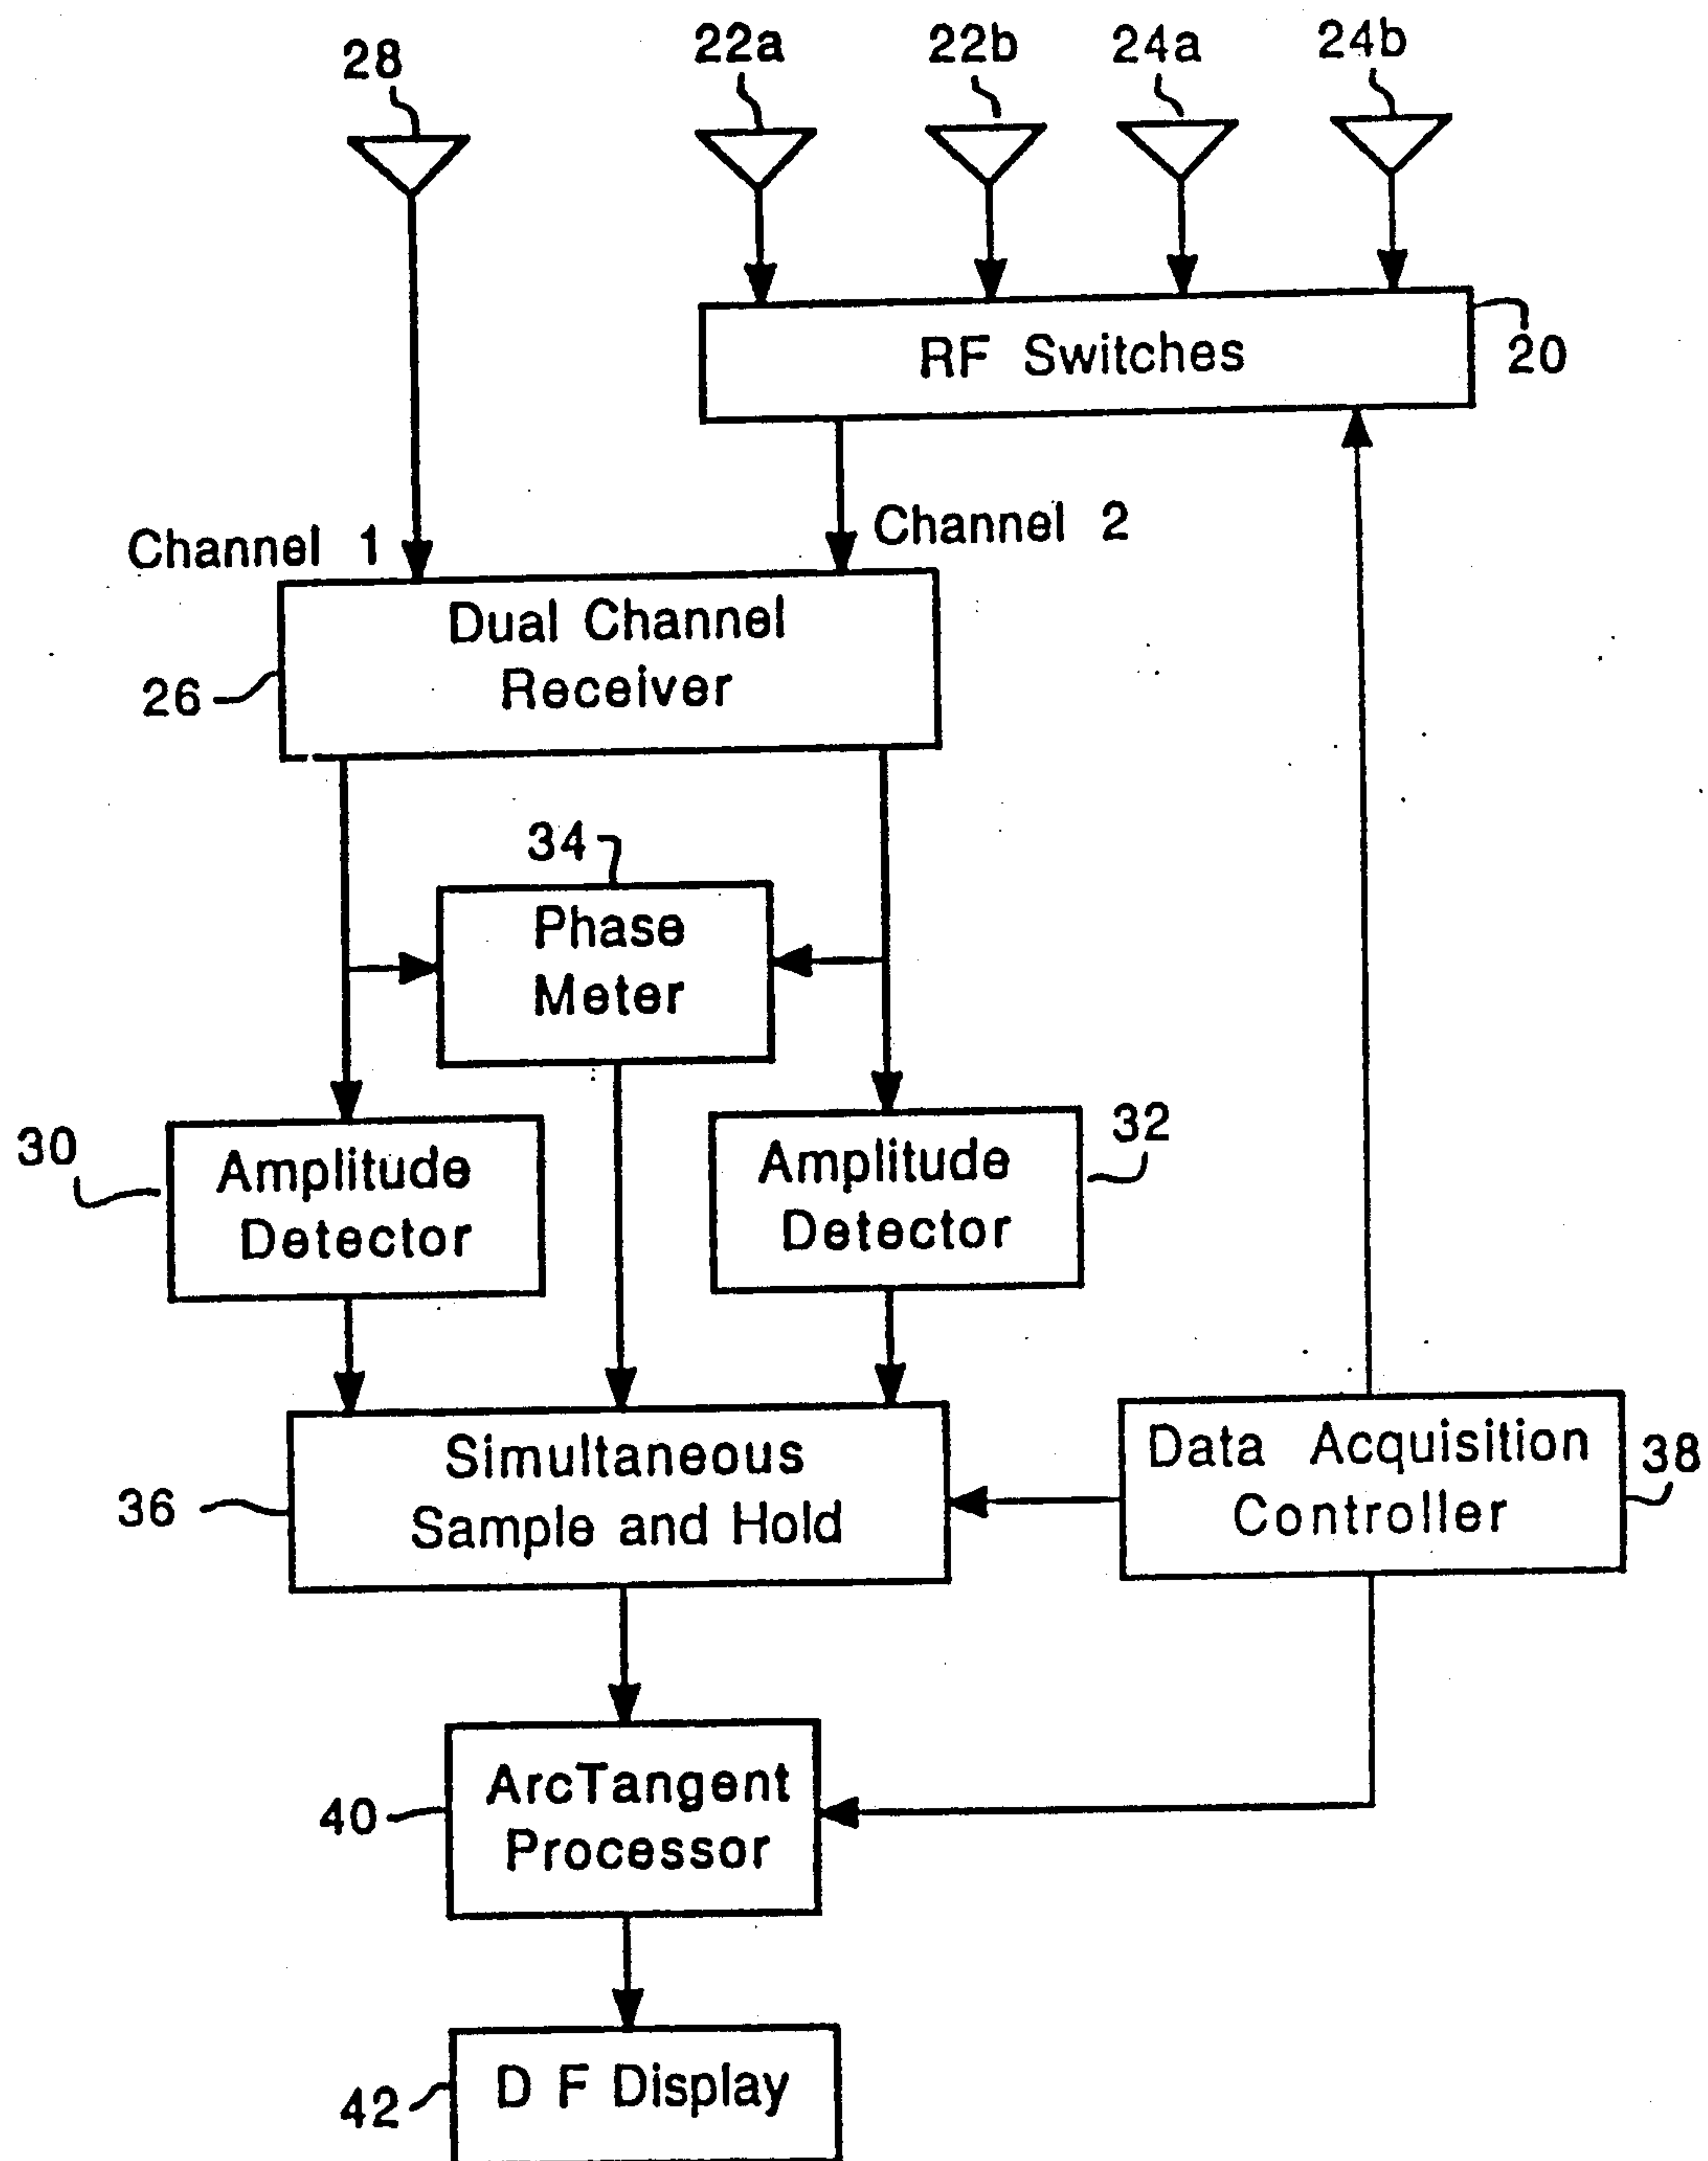 28
22a
22b
24a
24b
RF Switches
20
Channel 1
Channel 2
Dual Channel
Receiver
26
34
Phase
Meter
30
Amplitude
Detector
Amplitude
Detector
32
36
Simultaneous
Sample and Hold
Data Acquisition
Controller
38
40
ArcTangent
Processor
42
D F Display